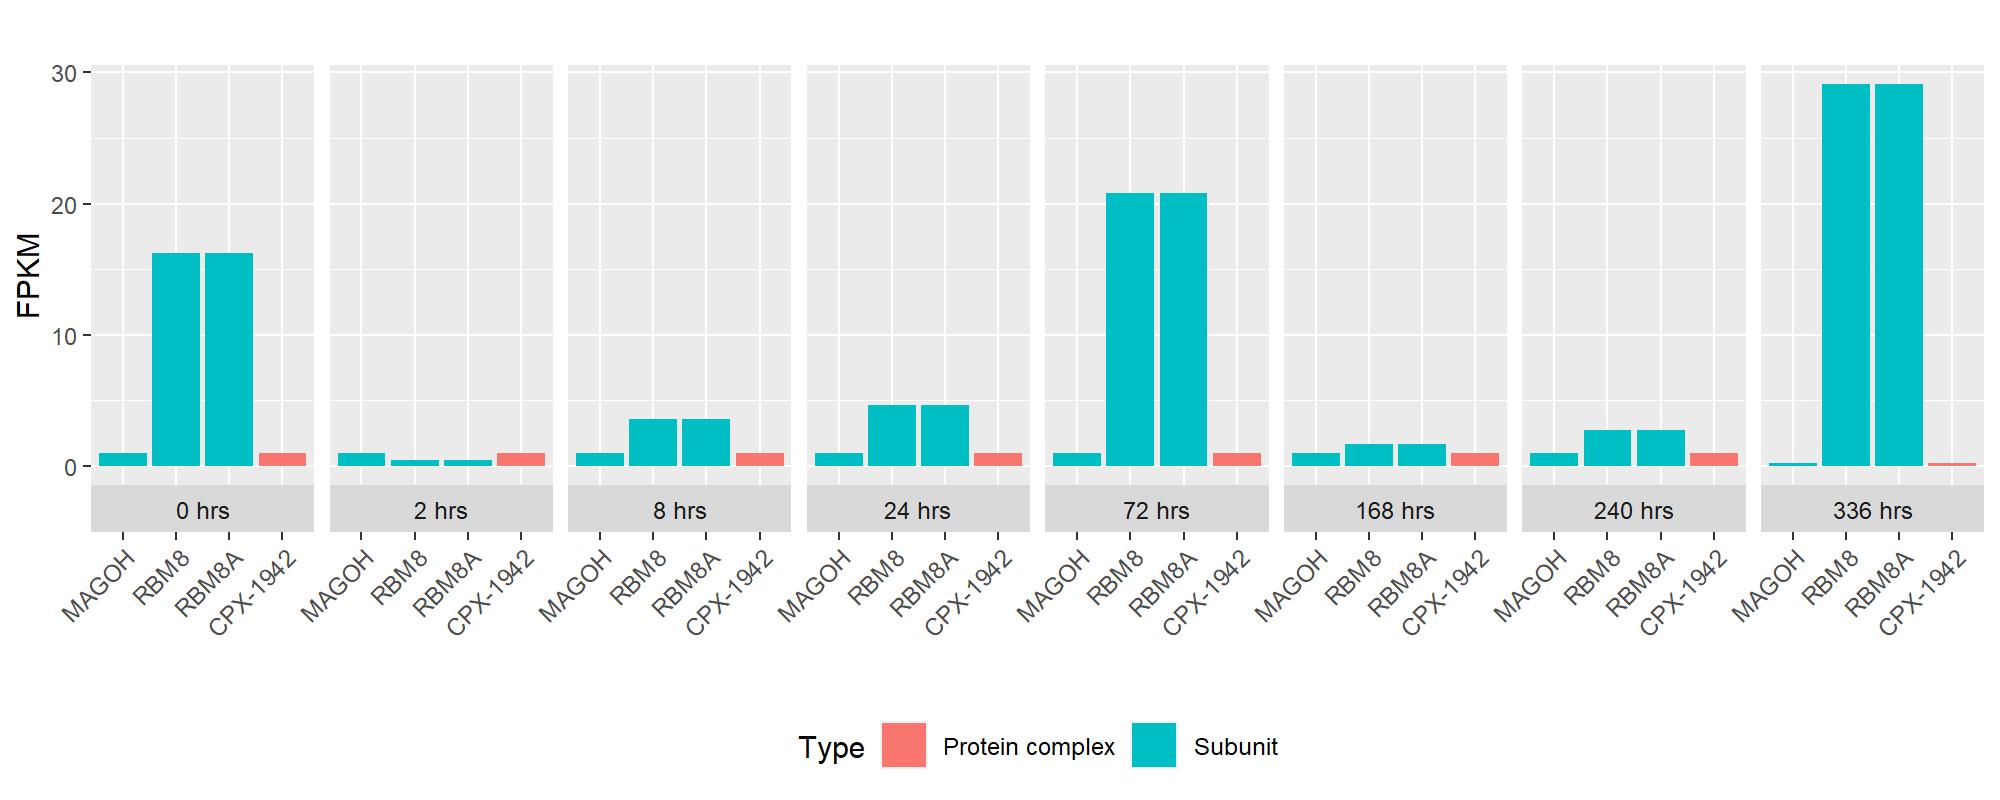 FPKM
30
20
10
0
0 hrs 2 hrs 8 hrs 24 hrs 72 hrs 168 hrs 240 hrs 336 hrs
MAGOH RBM8 RBM8A CPX-1942 MAGOH RBM8 RBM8A CPX-1942 MAGOH RBM8 RBM8A CPX-1942 MAGOH RBM8 RBM8A CPX-1942 MAGOH RBM8 RBM8A CPX-1942 MAGOH RBM8 RBM8A CPX-1942 MAGOH RBM8 RBM8A CPX-1942 MAGOH RBM8 RBM8A CPX-1942
Type Protein complex Subunit